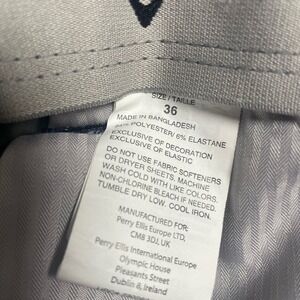 SIZE / TAILLE
36
MADE IN BANGLADESH
POLYESTER/ 6% ELASTANE
EXCLUSIVE OF DECORATION
EXCLUSIVE OF ELASTIC
DO NOT USE FABRIC SOFTENERS
OR DRYER SHEETS. MACHINE
WASH COLD WITH LIKE COLORS.
NON-CHLORINE BLEACH IF NEEDED.
TUMBLE DRY LOW. COOL IRON.
MANUFACTURED FOR:
Perry Ellis Europe LTD,
CM8 3DJ, UK
Perry Ellis International Europe
Olympic House
Pleasants Street
Dublin 8, Ireland